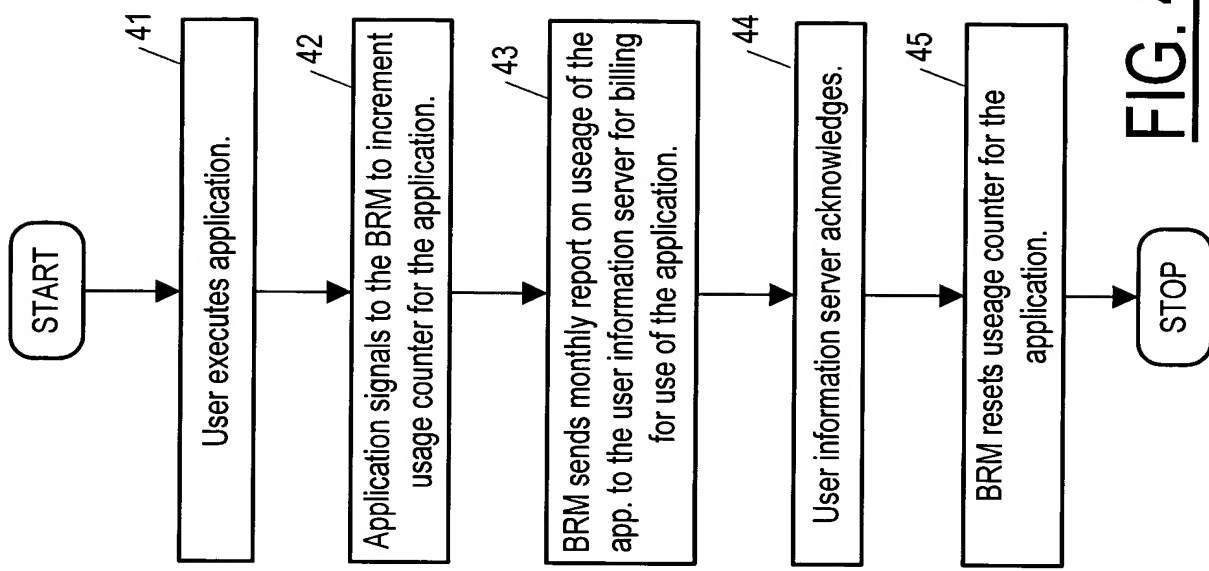 START
41
User executes application.
42
Application signals to the BRM to increment
usage counter for the application.
43
BRM sends monthly report on useage of the
app. to the user information server for billing
for use of the application.
44
User information server acknowledges.
45
BRM resets useage counter for the
application.
STOP
FIG.